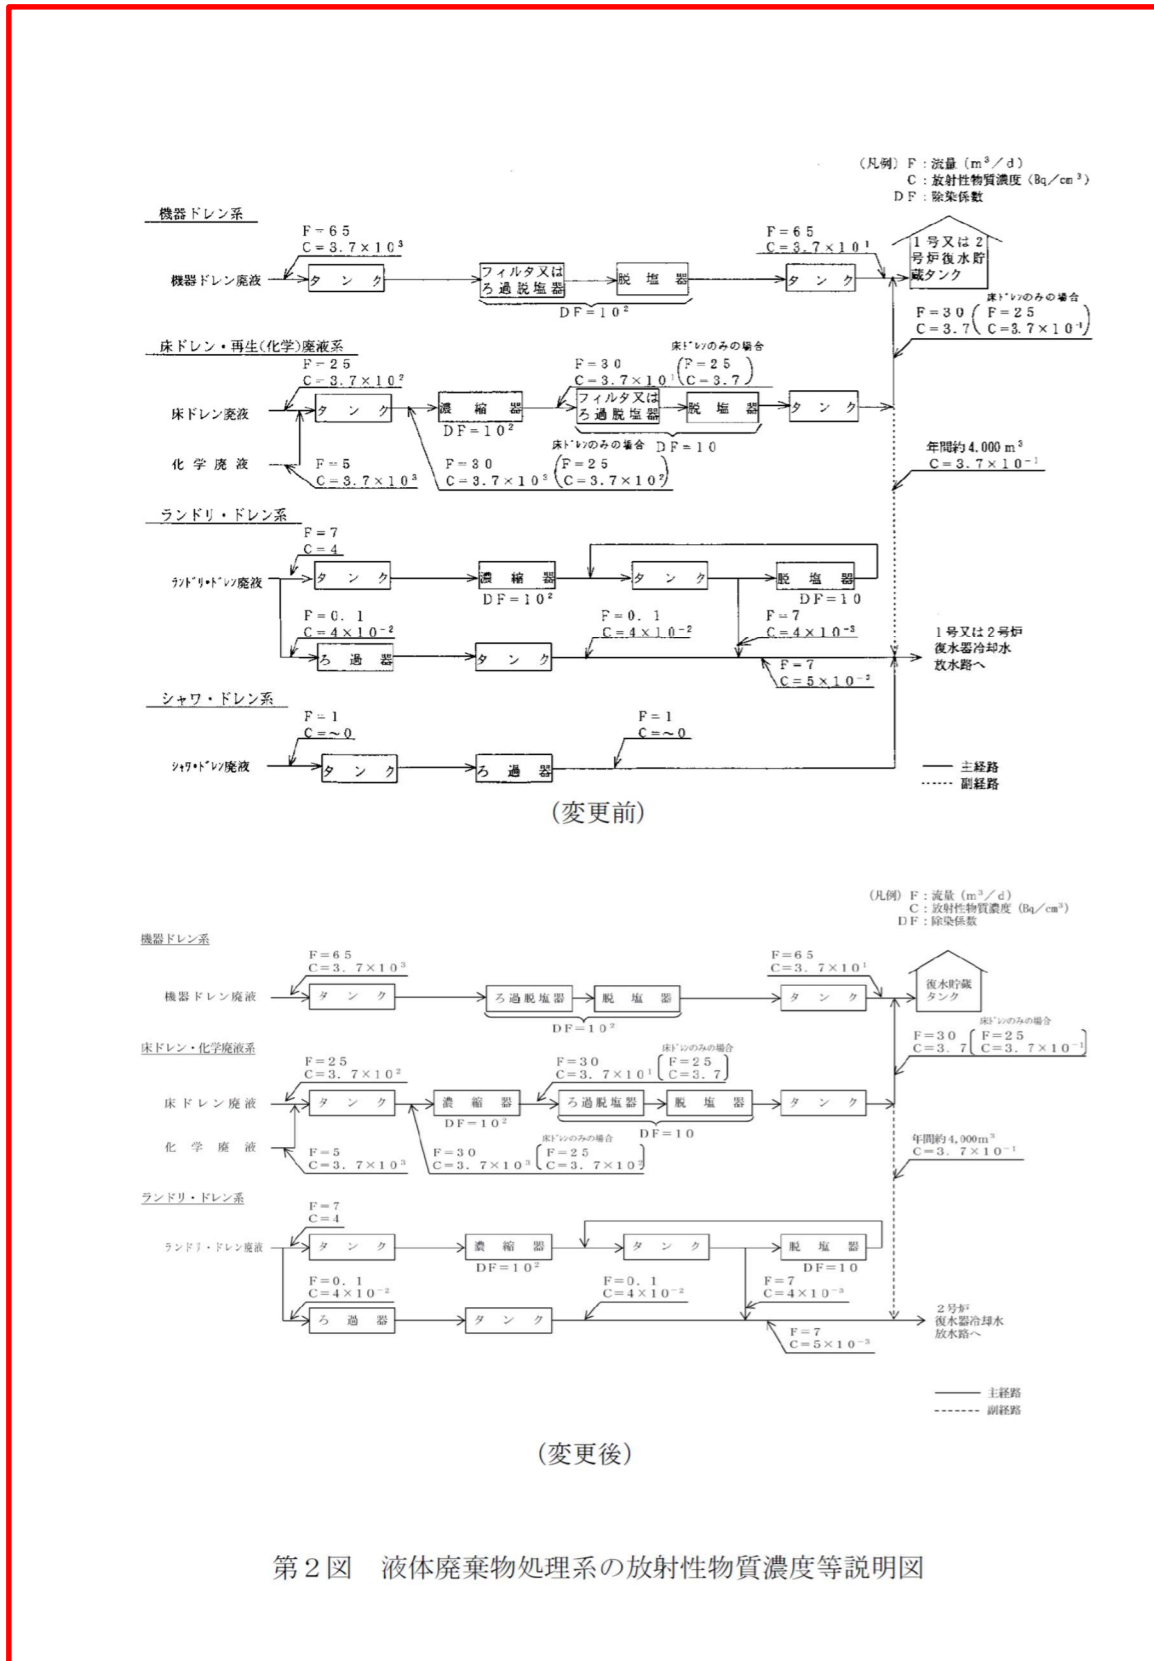 (凡例) F:流量 (m³/d)
C:放射性物質濃度 (Bq/cm³)
DF:除染係数
機器ドレン系
F=65
C=3.7×10³
F=65
C=3.7×10¹
1号又は2
号炉復水貯
蔵タンク
機器ドレン廃液
タンク
フィルタ又は
ろ過脱塩器
脱塩器
タンク
DF=10²
床ドレンのみの場合
F=30 (F=25
C=3.7 C=3.7×10⁻¹)
床ドレン・再生(化学)廃液系
F=25
C=3.7×10²
床ドレンのみの場合
F=30 (F=25
C=3.7×10¹ C=3.7)
床ドレン廃液
タンク
濃縮器
フィルタ又は
ろ過脱塩器
脱塩器
タンク
DF=10²
DF=10
化学廃液
F=5
C=3.7×10³
床ドレンのみの場合
F=30 (F=25
C=3.7×10³ C=3.7×10²)
年間約4,000m³
C=3.7×10⁻¹
ランドリ・ドレン系
F=7
C=4
ランドリ・ドレン廃液
タンク
濃縮器
タンク
脱塩器
DF=10²
DF=10
F=0.1
C=4×10⁻²
F=0.1
C=4×10⁻²
F=7
C=4×10⁻³
ろ過器
タンク
F=7
C=5×10⁻²
1号又は2号炉
復水器冷却水
放水路へ
シャワ・ドレン系
F=1
C=~0
F=1
C=~0
シャワ・ドレン廃液
タンク
ろ過器
主経路
副経路
(変更前)
(凡例) F:流量 (m³/d)
C:放射性物質濃度 (Bq/cm³)
DF:除染係数
機器ドレン系
F=65
C=3.7×10³
F=65
C=3.7×10¹
復水貯蔵
タンク
機器ドレン廃液
タンク
ろ過脱塩器
脱塩器
タンク
DF=10²
床ドレンのみの場合
F=30 [F=25
C=3.7 C=3.7×10⁻¹]
床ドレン・化学廃液系
F=25
C=3.7×10²
床ドレンのみの場合
F=30 [F=25
C=3.7×10¹ C=3.7]
床ドレン廃液
タンク
濃縮器
ろ過脱塩器
脱塩器
タンク
DF=10²
DF=10
化学廃液
F=5
C=3.7×10³
床ドレンのみの場合
F=30 [F=25
C=3.7×10³ C=3.7×10²]
年間約4,000m³
C=3.7×10⁻¹
ランドリ・ドレン系
F=7
C=4
ランドリ・ドレン廃液
タンク
濃縮器
タンク
脱塩器
DF=10²
DF=10
F=0.1
C=4×10⁻²
F=0.1
C=4×10⁻²
F=7
C=4×10⁻³
ろ過器
タンク
F=7
C=5×10⁻³
2号炉
復水器冷却水
放水路へ
主経路
副経路
(変更後)
第2図 液体廃棄物処理系の放射性物質濃度等説明図